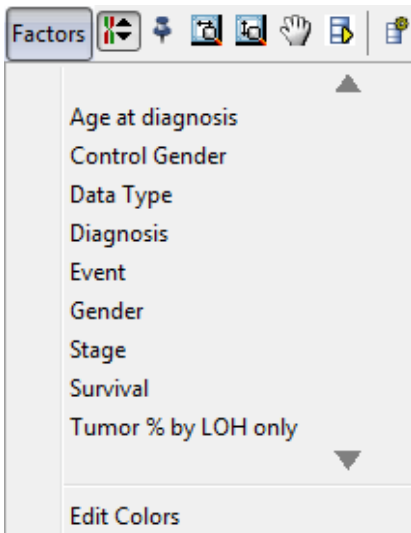 Factors
Age at diagnosis
Control Gender
Data Type
Diagnosis
Event
Gender
Stage
Survival
Tumor % by LOH only
Edit Colors